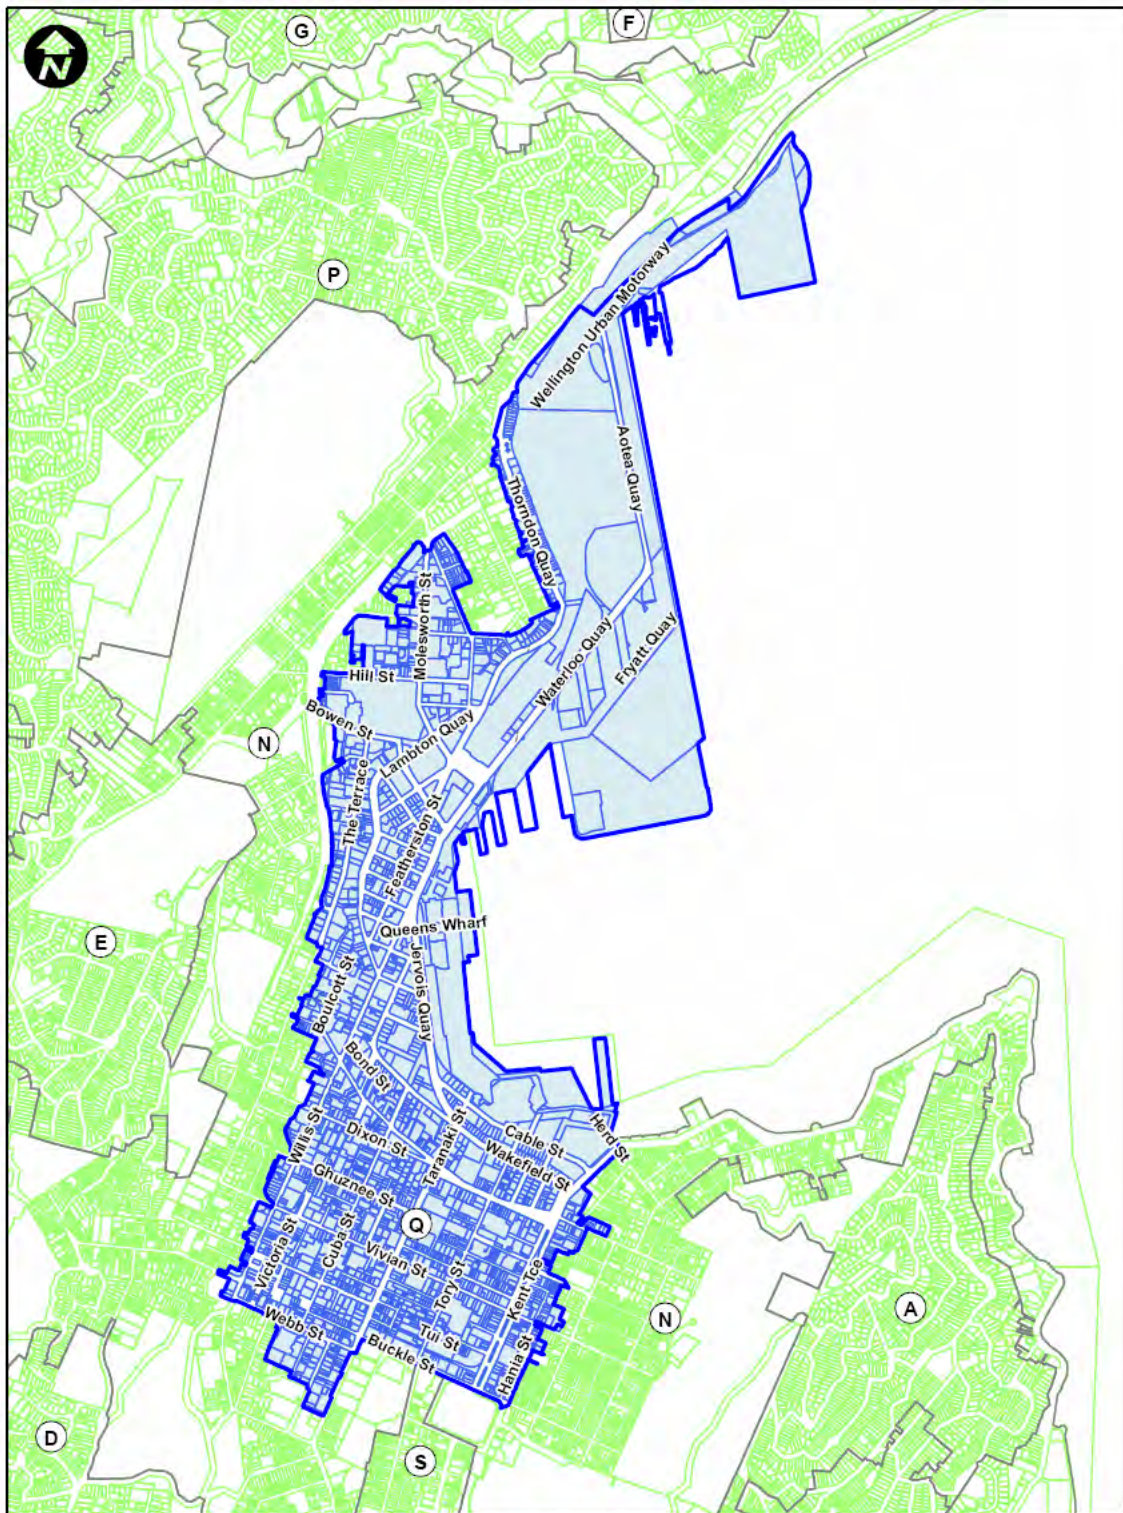 G
F
N
P
Wellington Urban Motorway
Aotea Quay
Thorndon Quay
Molesworth St
Waterloo Quay
Fryatt Quay
Hill St
Bowen St
Lambton Quay
N
The Terrace
Featherston St
Queens Wharf
E
Jervois Quay
Boulcott St
Bond St
Willis St
Dixon St
Taranaki St
Cable St
Herd St
Wakefield St
Ghuznee St
Q
Victoria St
Cuba St
Vivian St
Tory St
Kent Tce
N
A
Webb St
Tui St
Buckle St
Hania St
D
S